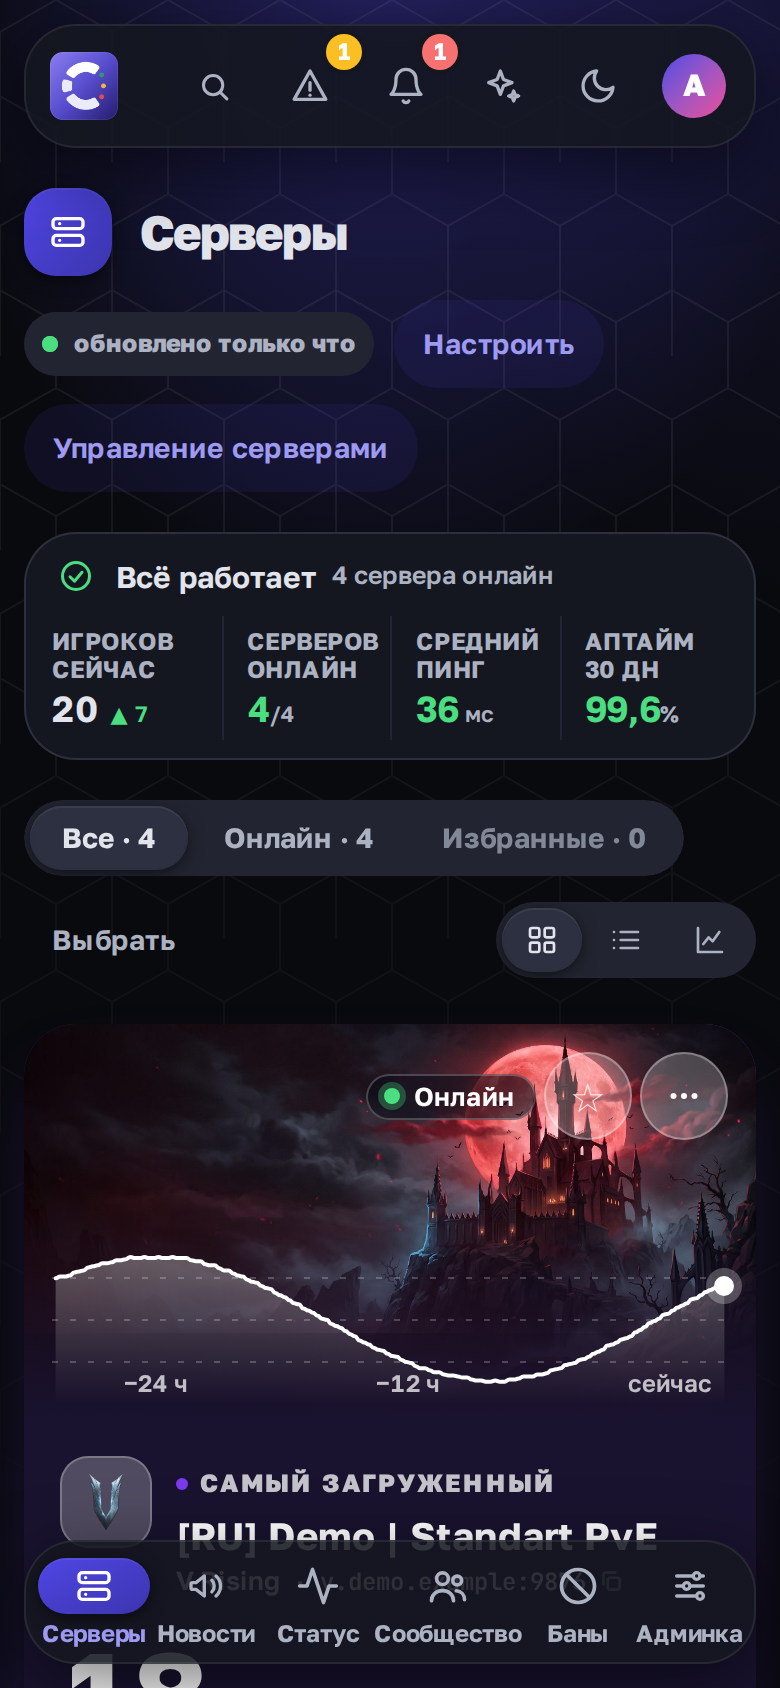 1
1
A
Серверы
обновлено только что
Настроить
Управление серверами
Всё работает 4 сервера онлайн
ИГРОКОВ СЕЙЧАС
20 ▲ 7
СЕРВЕРОВ ОНЛАЙН
4/4
СРЕДНИЙ ПИНГ
36 мс
АПТАЙМ 30 ДН
99,6%
Все · 4
Онлайн · 4
Избранные · 0
Выбрать
Онлайн
−24 ч
−12 ч
сейчас
САМЫЙ ЗАГРУЖЕННЫЙ
[RU] Demo | Standart PvE
Серверы
Новости
Статус
Сообщество
Баны
Админка